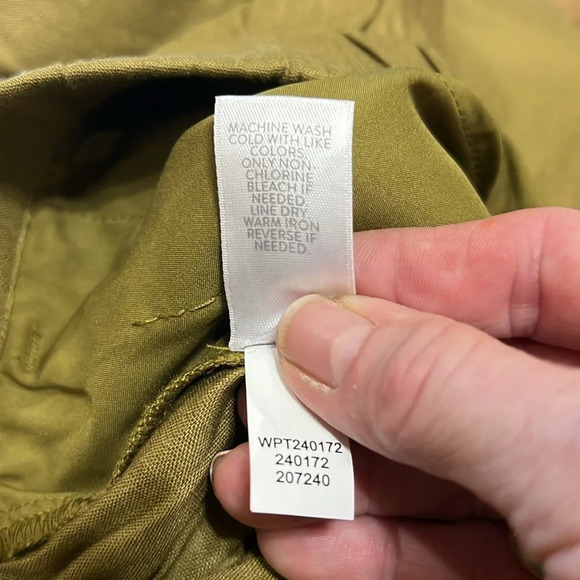 MACHINE WASH
COLD WITH LIKE
COLORS.
ONLY NON-
CHLORINE
BLEACH IF
NEEDED.
LINE DRY.
WARM IRON
REVERSE IF
NEEDED.
WPT240172
240172
207240